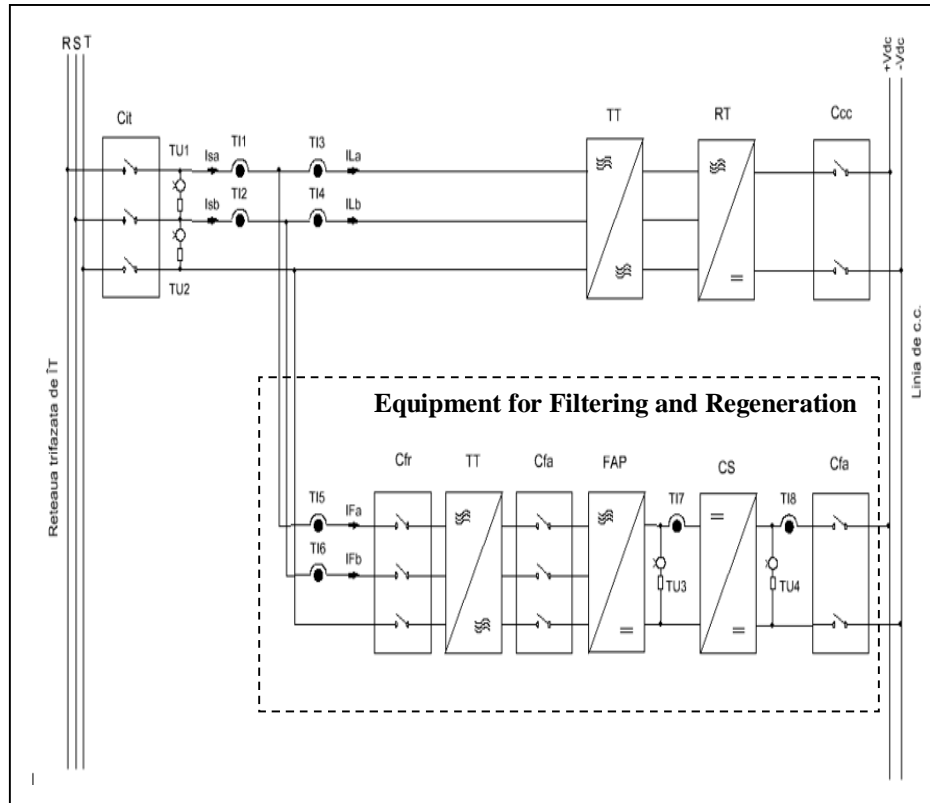 R S T
+Vdc
-Vdc
Cit
TT
RT
Ccc
TU1
Isa
TI1
TI3
ILa
Isb
TI2
TI4
ILb
TU2
Reteaua trifazata de ÎT
Linia de c.c.
Equipment for Filtering and Regeneration
Cfr
TT
Cfa
FAP
CS
Cfa
TI5
IFa
TI7
TI8
TI6
IFb
TU3
TU4